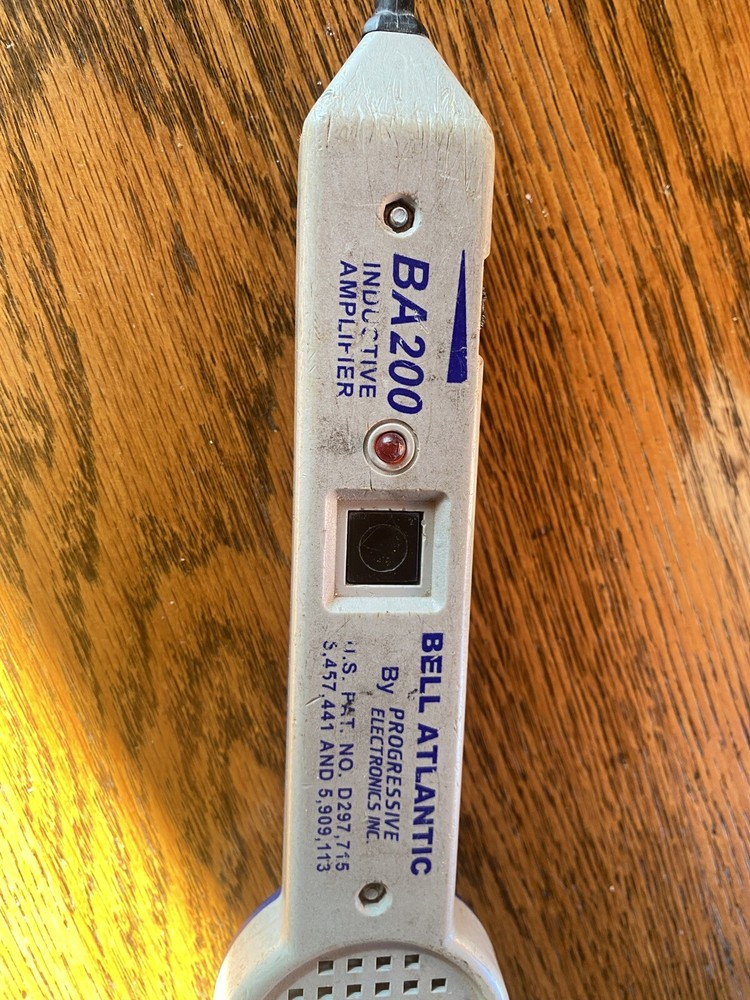 BA200
INDUCTIVE
AMPLIFIER
BELL ATLANTIC
By PROGRESSIVE
ELECTRONICS INC.
U.S. PAT. NO. D297,715
5,457,441 AND 5,909,113